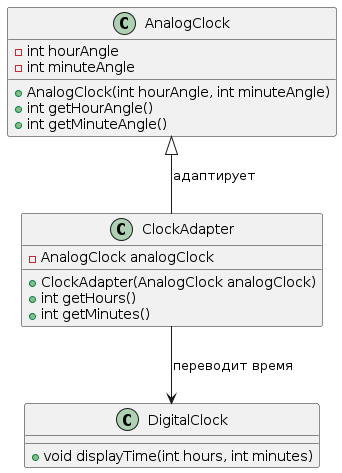 AnalogClock
int hourAngle
int minuteAngle
AnalogClock(int hourAngle, int minuteAngle)
int getHourAngle()
int getMinuteAngle()
адаптирует
ClockAdapter
AnalogClock analogClock
ClockAdapter(AnalogClock analogClock)
int getHours()
int getMinutes()
переводит время
DigitalClock
void displayTime(int hours, int minutes)